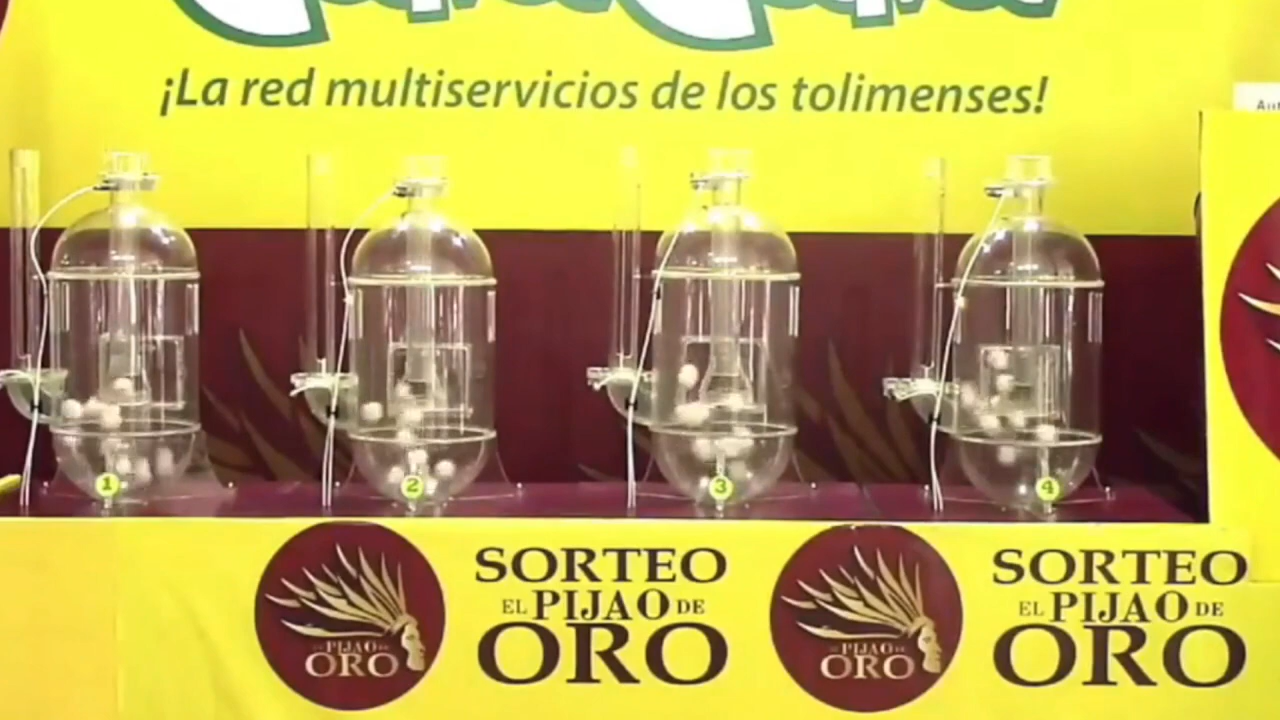 ¡La red multiservicios de los tolimenses!
Aut
1
2
3
4
SORTEO
EL PIJAO DE
ORO
SORTEO
EL PIJAO DE
ORO
EL PIJAO DE
ORO
EL PIJAO DE
ORO